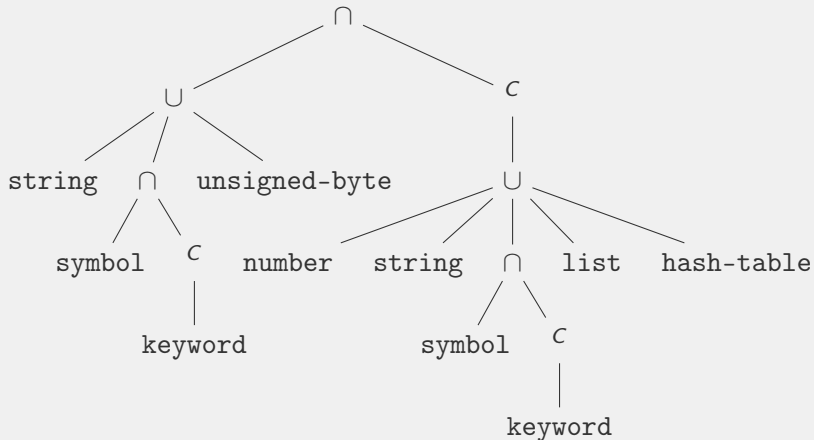 ∩
∪ C
string ∩ unsigned-byte ∪
symbol C number string ∩ list hash-table
keyword symbol C
keyword